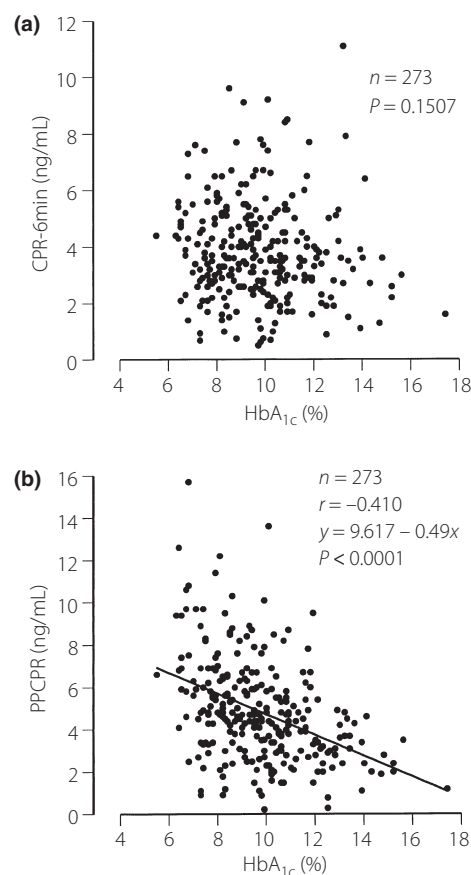 (a)
12
10
8
6
4
2
0
CPR-6min (ng/mL)
n = 273
P = 0.1507
4 6 8 10 12 14 16 18
HbA1c (%)
(b)
16
14
12
10
8
6
4
2
0
PPCPR (ng/mL)
n = 273
r = –0.410
y = 9.617 – 0.49x
P < 0.0001
4 6 8 10 12 14 16 18
HbA1c (%)